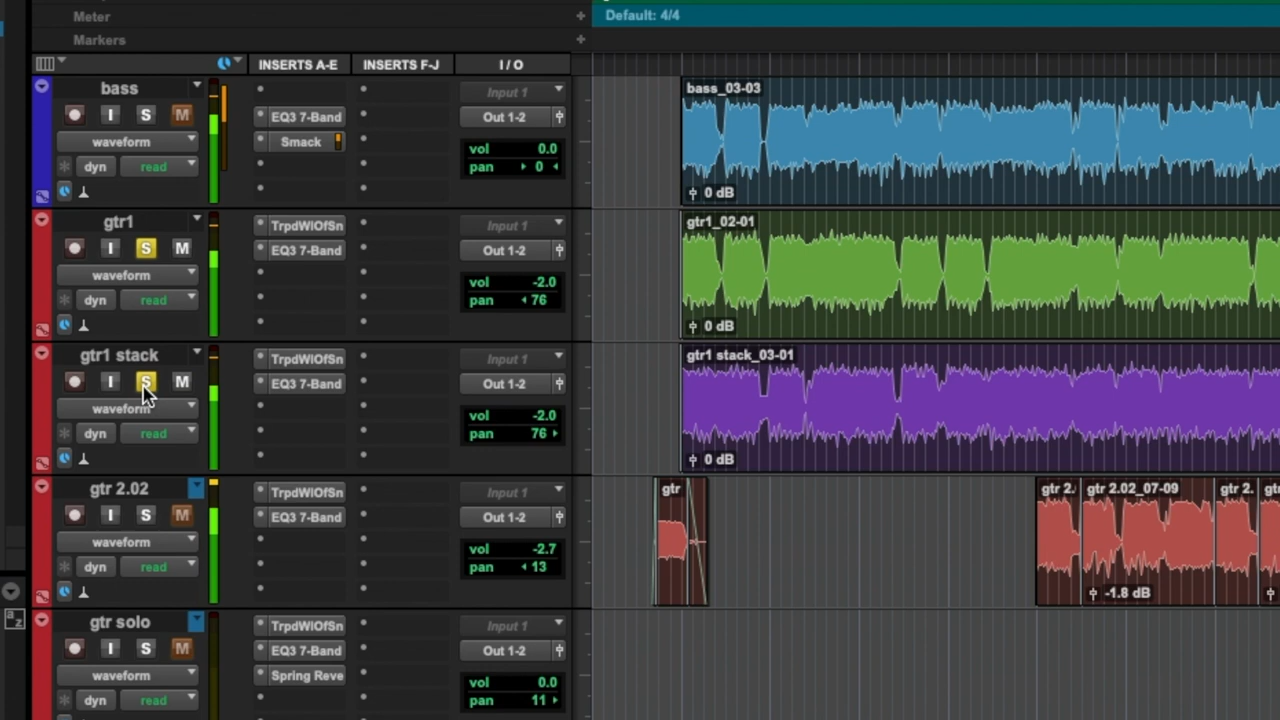 Meter
Default: 4/4
Markers
INSERTS A-E INSERTS F-J I / O
bass
I S M
waveform
dyn read
EQ3 7-Band
Smack
Input 1
Out 1-2
vol 0.0
pan 0
bass_03-03
0 dB
gtr1
I S M
waveform
dyn read
TrpdWlOfSn
EQ3 7-Band
Input 1
Out 1-2
vol -2.0
pan 76
gtr1_02-01
0 dB
gtr1 stack
I S M
waveform
dyn read
TrpdWlOfSn
EQ3 7-Band
Input 1
Out 1-2
vol -2.0
pan 76
gtr1 stack_03-01
0 dB
gtr 2.02
I S M
waveform
dyn read
TrpdWlOfSn
EQ3 7-Band
Input 1
Out 1-2
vol -2.7
pan 13
gtr
gtr 2. gtr 2.02_07-09 gtr 2. gtr
-1.8 dB
a z
gtr solo
I S M
waveform
dyn read
TrpdWlOfSn
EQ3 7-Band
Spring Reve
Input 1
Out 1-2
vol 0.0
pan 11